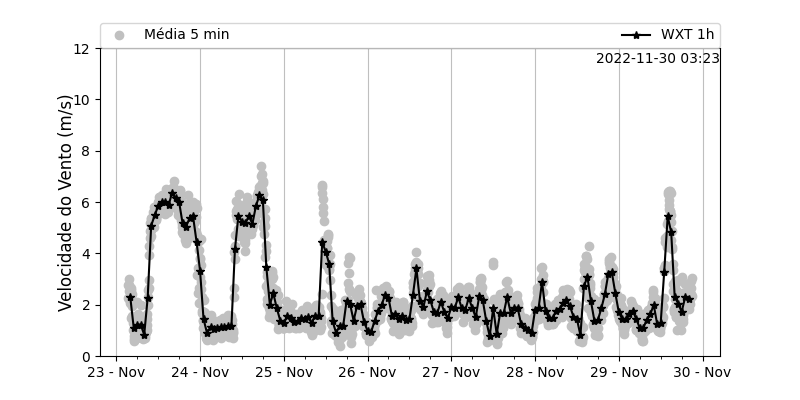 Média 5 min
WXT 1h
2022-11-30 03:23
Velocidade do Vento (m/s)
12
10
8
6
4
2
0
23 - Nov
24 - Nov
25 - Nov
26 - Nov
27 - Nov
28 - Nov
29 - Nov
30 - Nov